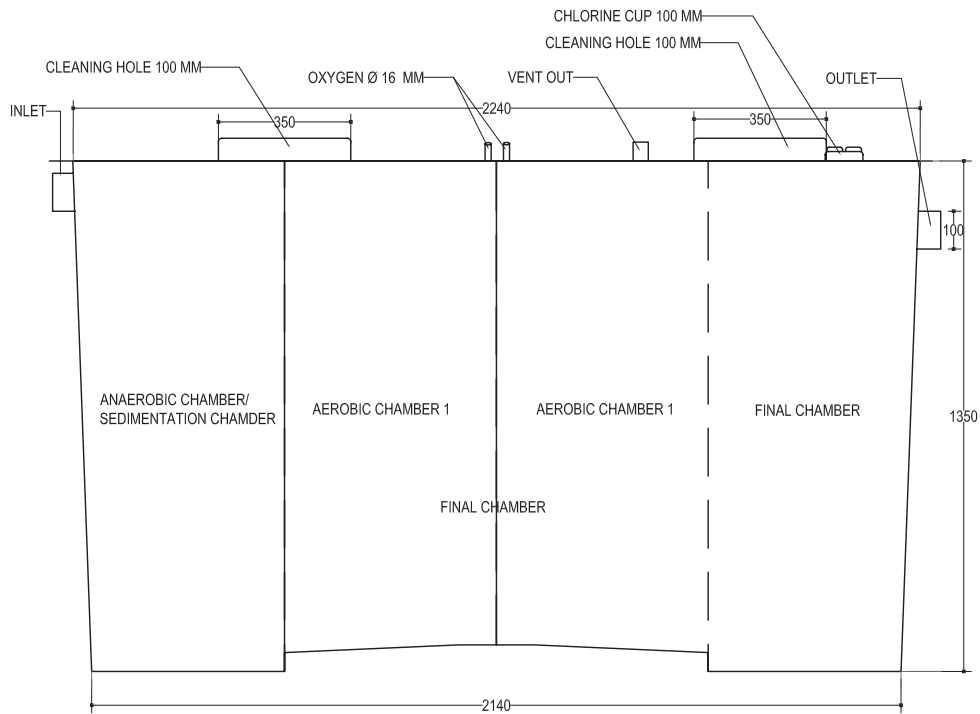 CHLORINE CUP 100 MM
CLEANING HOLE 100 MM
CLEANING HOLE 100 MM
OXYGEN Ø 16 MM
VENT OUT
OUTLET
INLET
2240
350
350
100
ANAEROBIC CHAMBER/
SEDIMENTATION CHAMDER
AEROBIC CHAMBER 1
AEROBIC CHAMBER 1
FINAL CHAMBER
1350
FINAL CHAMBER
2140